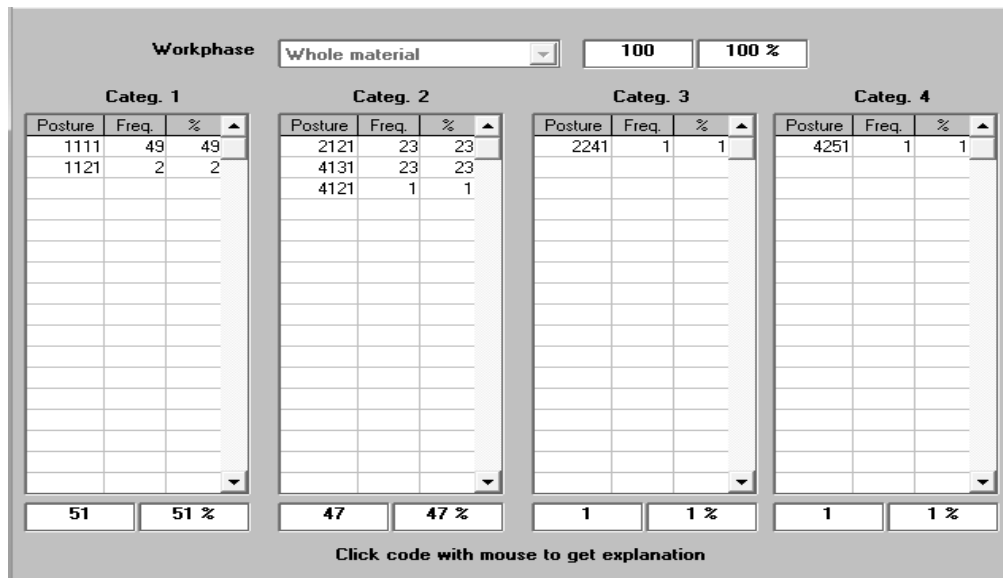 Workphase Whole material 100 100 %
Categ. 1 Categ. 2 Categ. 3 Categ. 4
Posture Freq. % Posture Freq. % Posture Freq. % Posture Freq. %
1111 49 49 2121 23 23 2241 1 1 4251 1 1
1121 2 2 4131 23 23
4121 1 1
51 51 % 47 47 % 1 1 % 1 1 %
Click code with mouse to get explanation